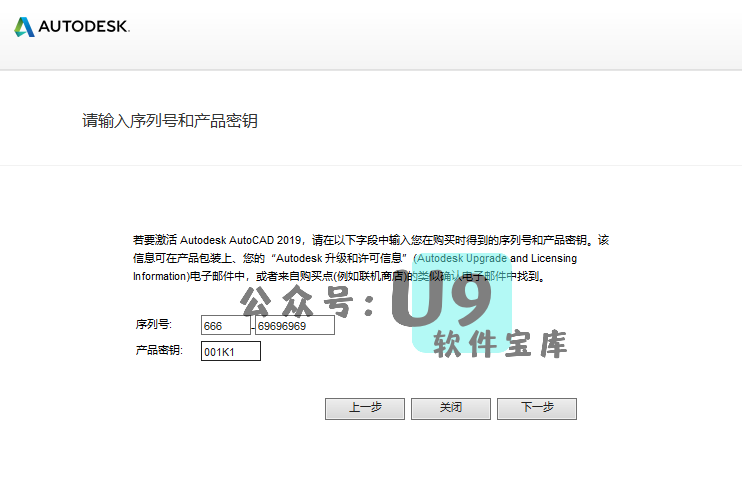 AUTODESK.
请输入序列号和产品密钥
若要激活 Autodesk AutoCAD 2019，请在以下字段中输入您在购买时得到的序列号和产品密钥。该
信息可在产品包装上、您的“Autodesk 升级和许可信息”(Autodesk Upgrade and Licensing
Information)电子邮件中，或者来自购买点(例如联机商店)的类似确认电子邮件中找到。
公众号：U9
软件宝库
序列号: 666 - 69696969
产品密钥: 001K1
上一步 关闭 下一步